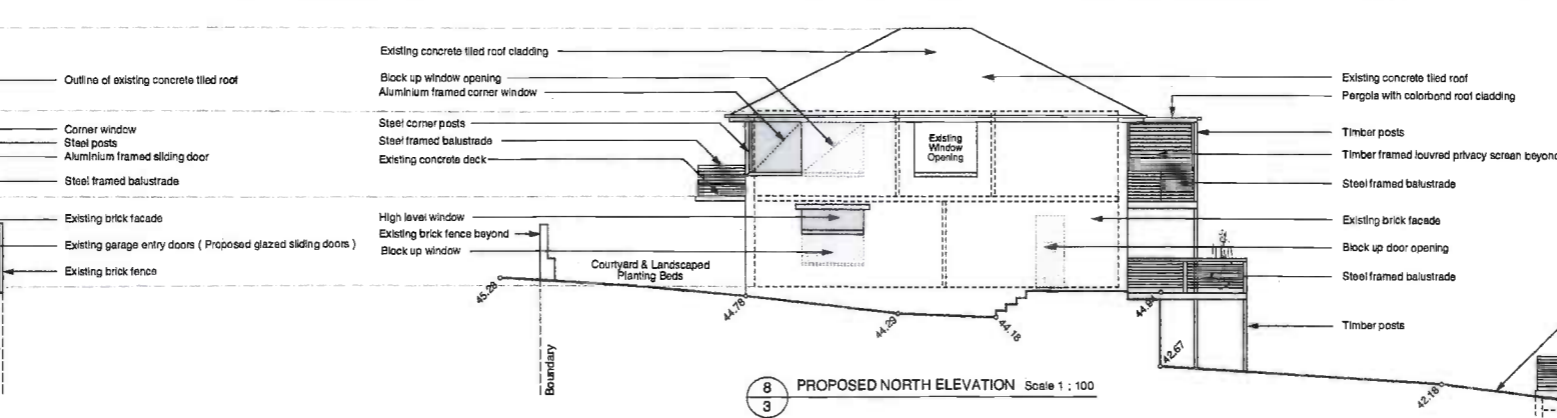 Outline of existing concrete tiled roof
Corner window
Steel posts
Aluminium framed sliding door
Steel framed balustrade
Existing brick facade
Existing garage entry doors ( Proposed glazed sliding doors )
Existing brick fence
Existing concrete tiled roof cladding
Block up window opening
Aluminium framed corner window
Steel corner posts
Steel framed balustrade
Existing concrete deck
High level window
Existing brick fence beyond
Block up window
Courtyard & Landscaped
Planting Beds
Existing
Window
Opening
Existing concrete tiled roof
Pergola with colorbond roof cladding
Timber posts
Timber framed louvred privacy screen beyond
Steel framed balustrade
Existing brick facade
Block up door opening
Steel framed balustrade
Timber posts
45.28
44.78
44.29
44.18
44.94
42.67
42.18
Boundary
8
3
PROPOSED NORTH ELEVATION Scale 1 : 100